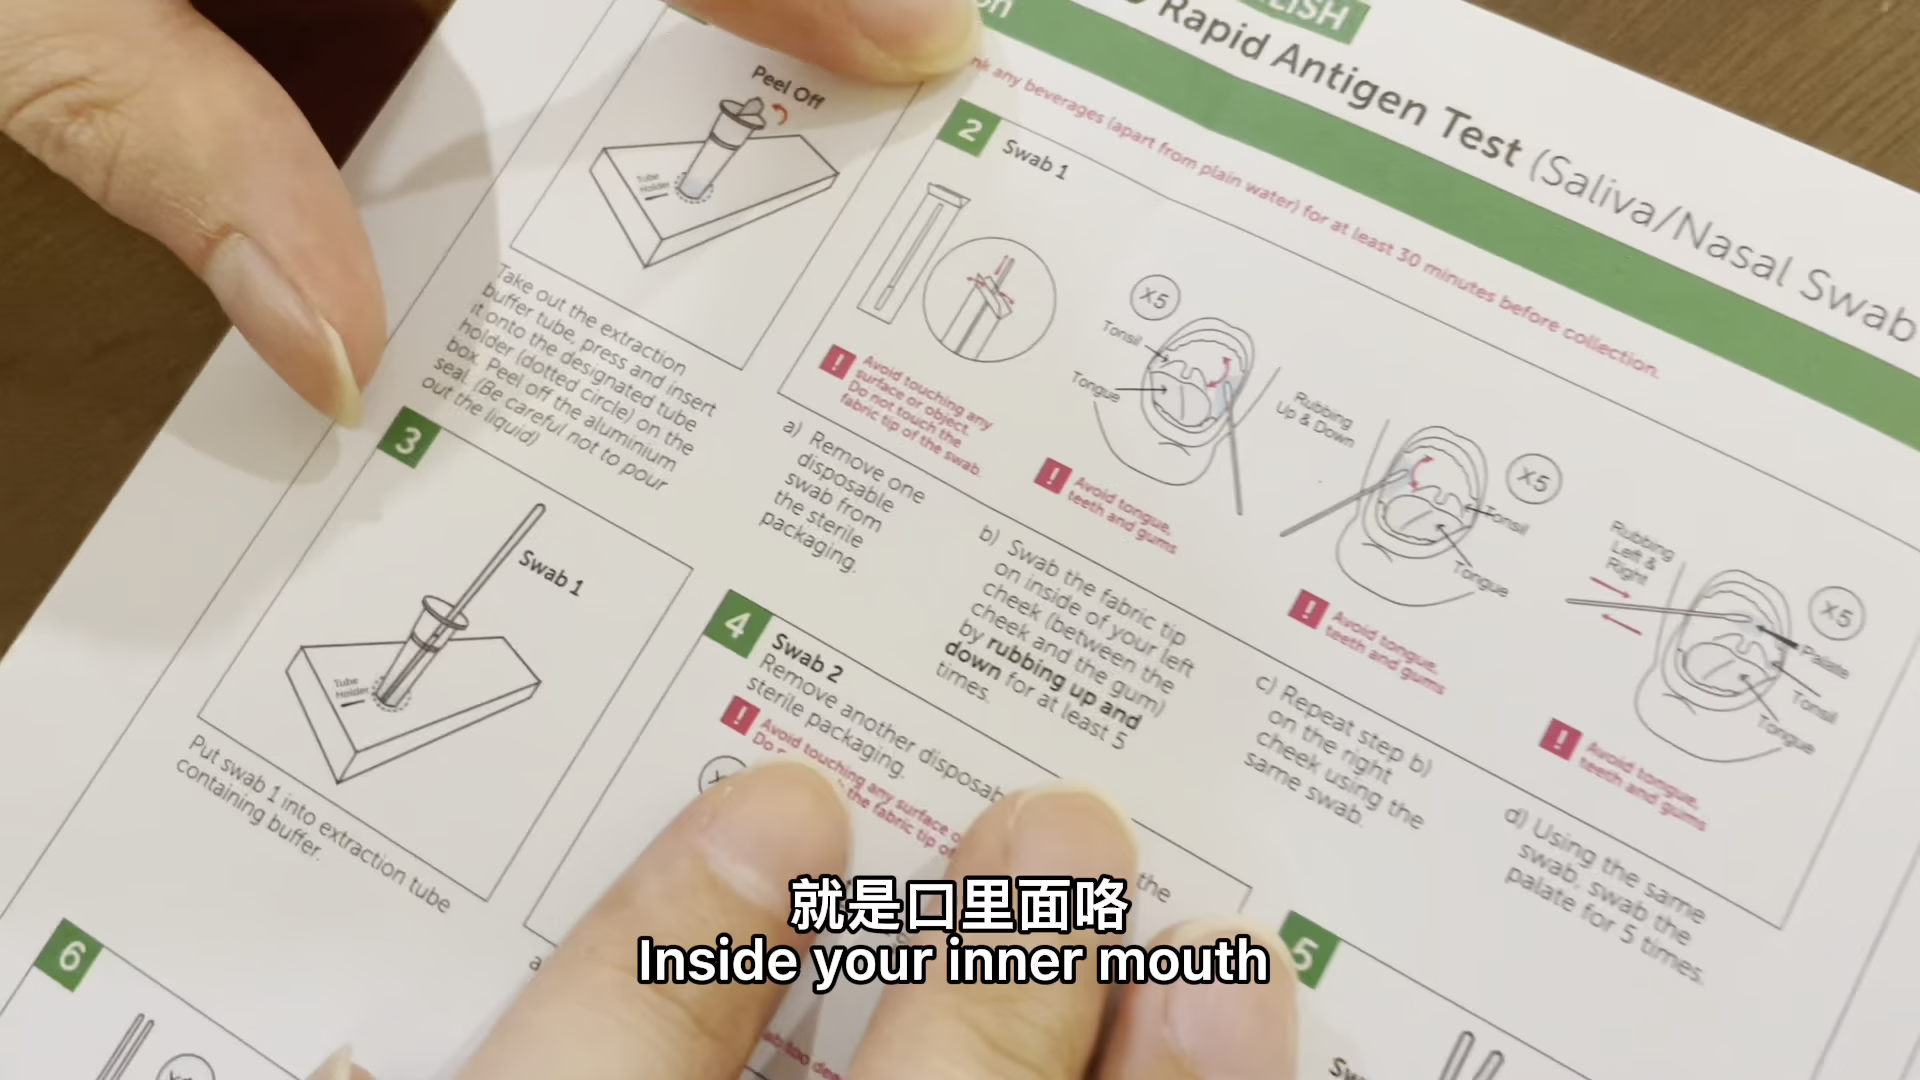 Rapid Antigen Test (Saliva/Nasal Swab
any beverages (apart from plain water) for at least 30 minutes before collection.
Peel Off
Tube
Holder
Take out the extraction
buffer tube, press and insert
it onto the designated tube
holder (dotted circle) on the
box. Peel off the aluminium
seal. (Be careful not to pour
out the liquid)
2
Swab 1
Avoid touching any
surface or object.
Do not touch the
fabric tip of the swab.
a) Remove one
disposable
swab from
the sterile
packaging.
X5
Tonsil
Tongue
Avoid tongue,
teeth and gums
b) Swab the fabric tip
on inside of your left
cheek (between the
cheek and the gum)
by rubbing up and
down for at least 5
times.
Rubbing
Up & Down
X5
Tonsil
Tongue
Avoid tongue,
teeth and gums
c) Repeat step b)
on the right
cheek using the
same swab.
Rubbing
Left &
Right
X5
Palate
Tonsil
Tongue
Avoid tongue,
teeth and gums
d) Using the same
swab, swab the
palate for 5 times.
3
Swab 1
Tube
Holder
Put swab 1 into extraction tube
containing buffer.
4
Swab 2
Remove another
sterile packaging.
Avoid touching any surface
the fabric tip
the
5
6
就是口里面咯
Inside your inner mouth